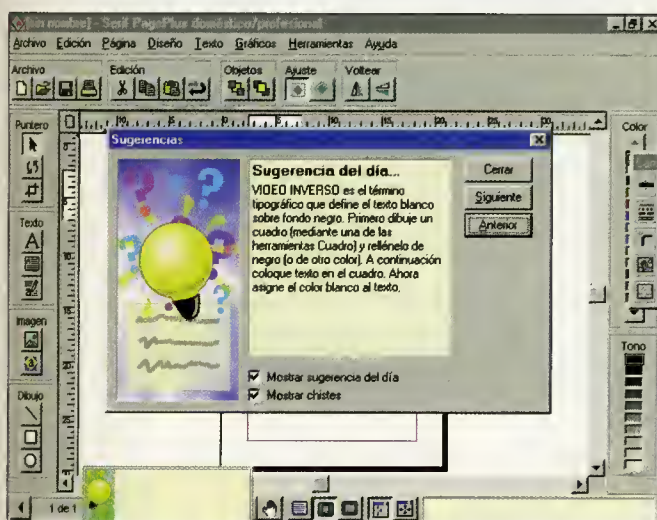 [sin nombre] - Serif PagePlus doméstico/profesional
Archivo Edición Página Diseño Texto Gráficos Herramientas Ayuda
Archivo Edición Objetos Ajuste Voltear
Puntero
Color
Sugerencias
Sugerencia del día...
VIDEO INVERSO es el término
tipográfico que define el texto blanco
sobre fondo negro. Primero dibuje un
cuadro (mediante una de las
herramientas Cuadro) y rellénelo de
negro (o de otro color). A continuación
coloque texto en el cuadro. Ahora
asigne el color blanco al texto.
Cerrar
Siguiente
Anterior
Mostrar sugerencia del día
Mostrar chistes
Texto
A
Imagen
Dibujo
Tono
1 de 1